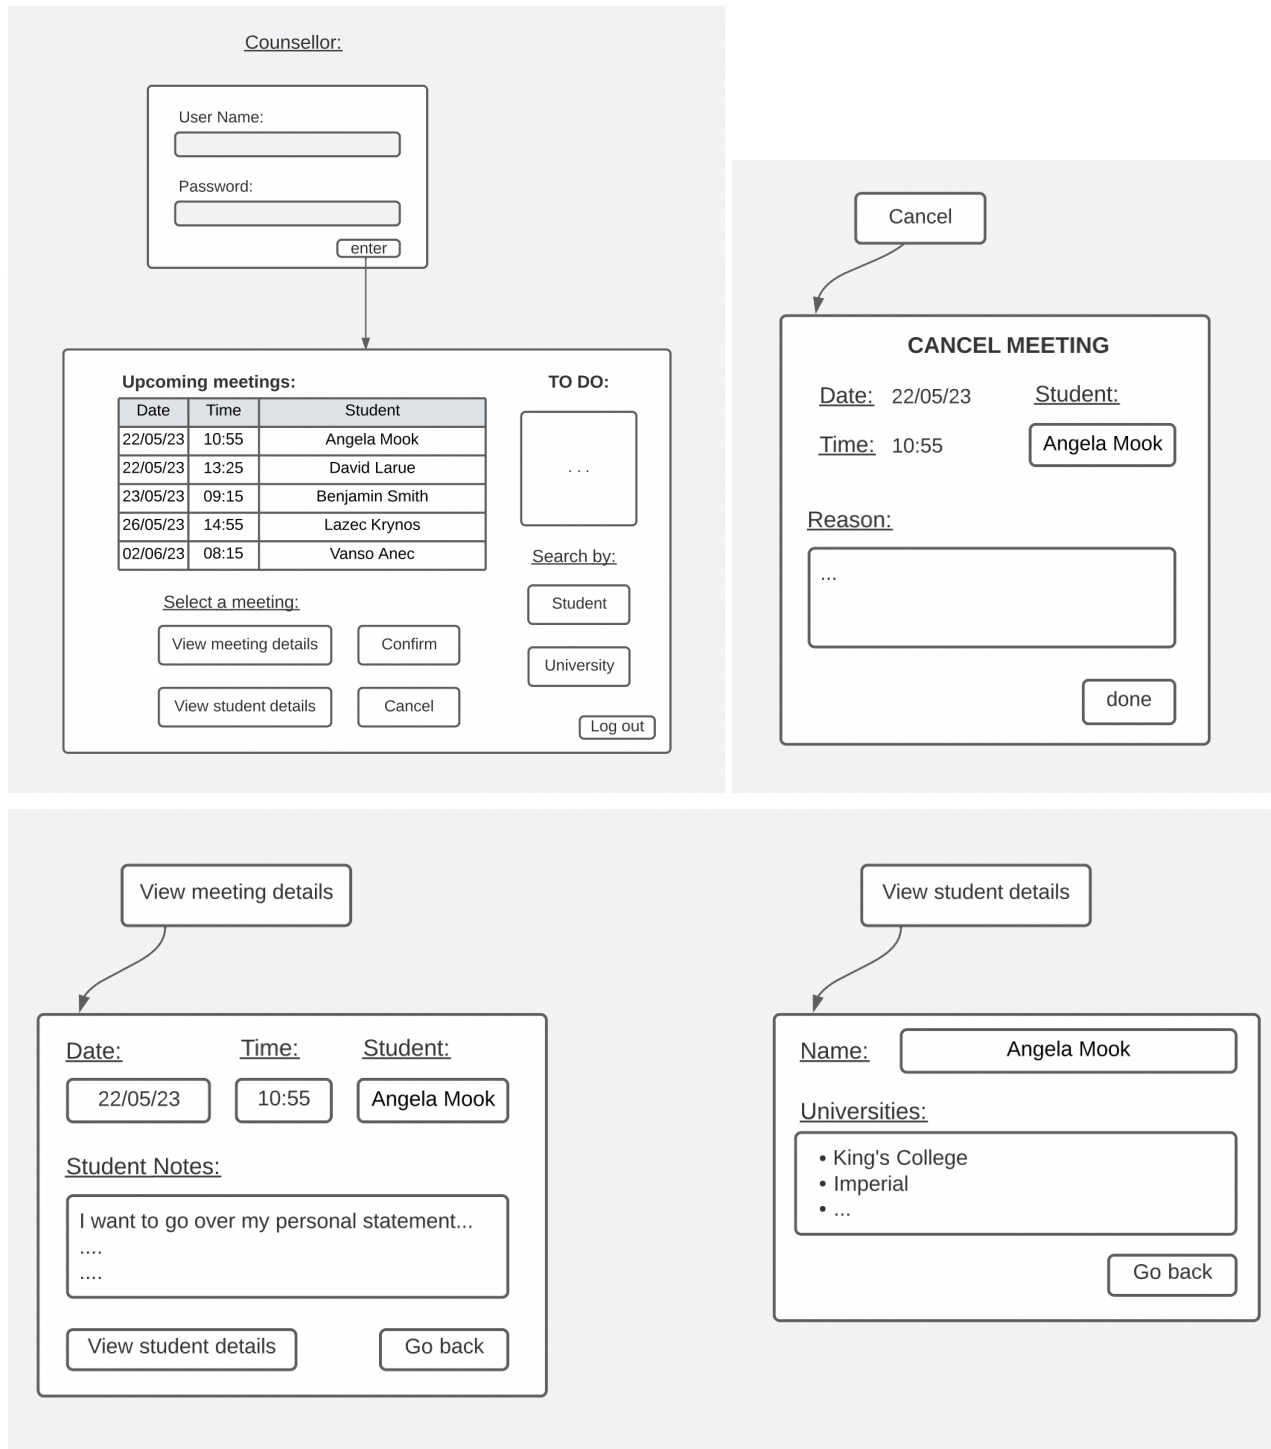 Counsellor:
User Name:
Password:
enter
Upcoming meetings:
Date Time Student
22/05/23 10:55 Angela Mook
22/05/23 13:25 David Larue
23/05/23 09:15 Benjamin Smith
26/05/23 14:55 Lazec Krynos
02/06/23 08:15 Vanso Anec
TO DO:
...
Select a meeting:
View meeting details Confirm
View student details Cancel
Search by:
Student
University
Log out
Cancel
CANCEL MEETING
Date: 22/05/23 Student:
Time: 10:55 Angela Mook
Reason:
...
done
View meeting details
Date: Time: Student:
22/05/23 10:55 Angela Mook
Student Notes:
I want to go over my personal statement...
....
....
View student details Go back
View student details
Name: Angela Mook
Universities:
• King's College
• Imperial
• ...
Go back